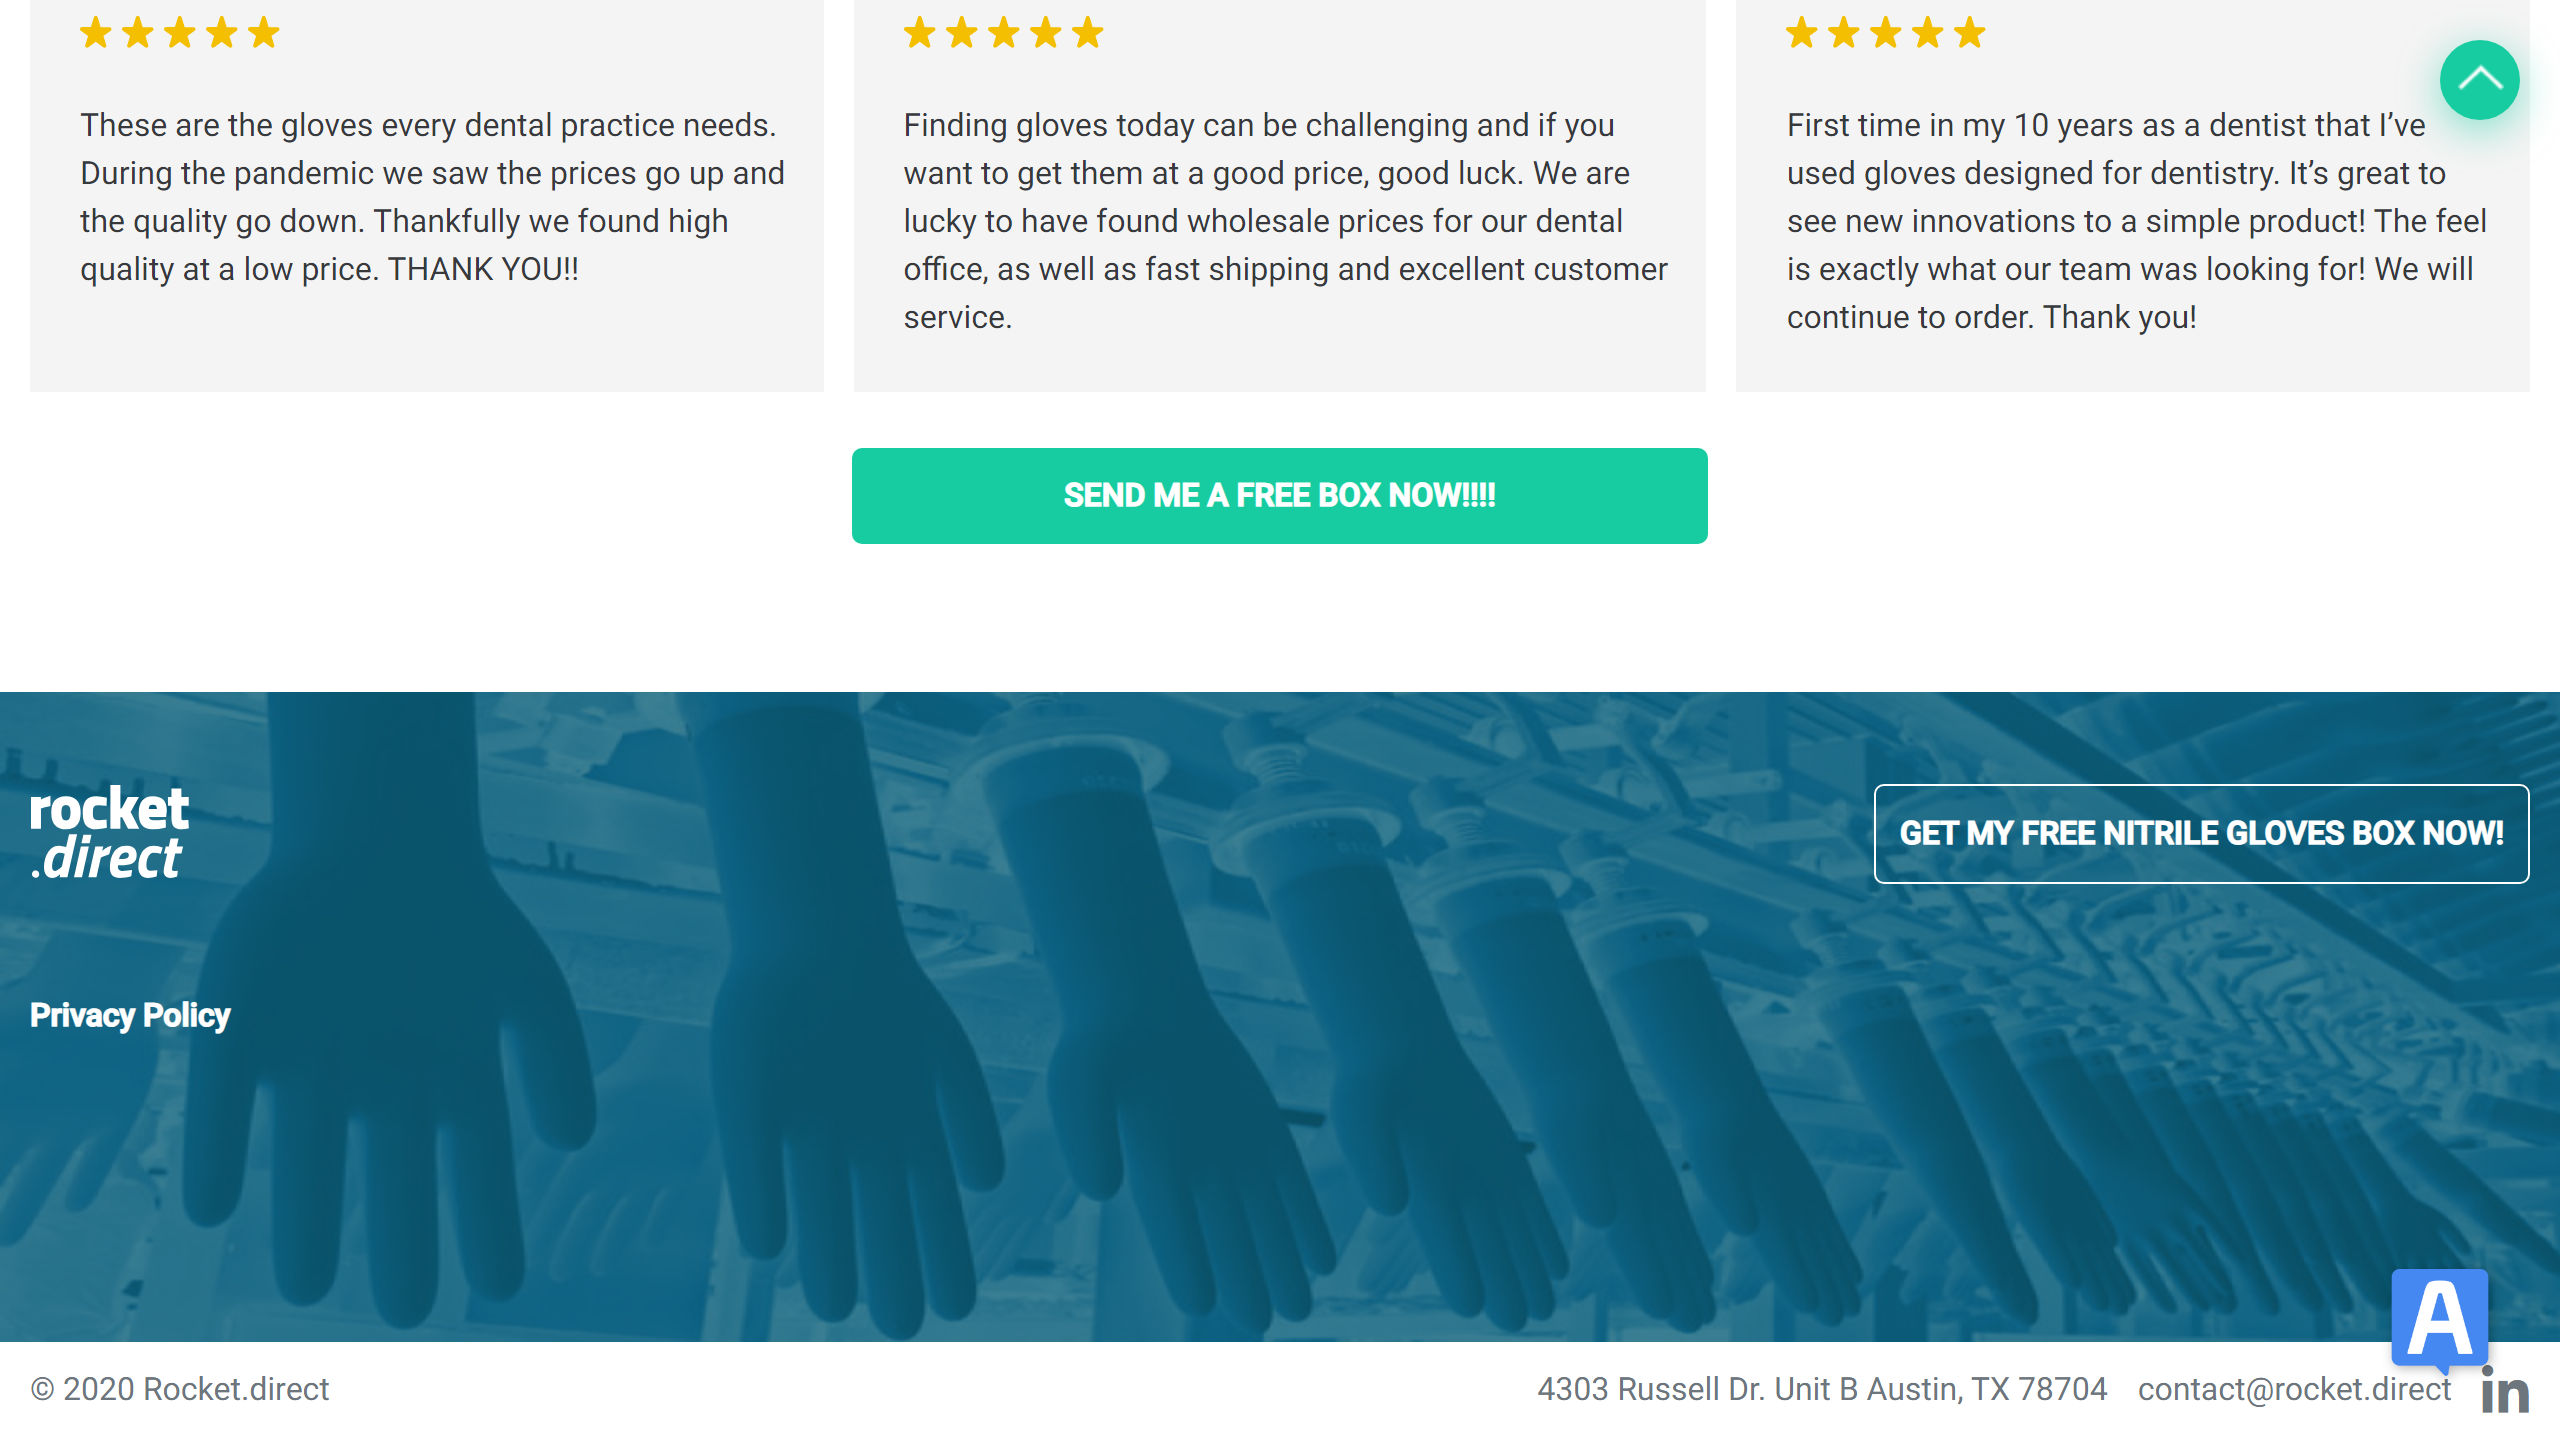 These are the gloves every dental practice needs.
During the pandemic we saw the prices go up and
the quality go down. Thankfully we found high
quality at a low price. THANK YOU!!
Finding gloves today can be challenging and if you
want to get them at a good price, good luck. We are
lucky to have found wholesale prices for our dental
office, as well as fast shipping and excellent customer
service.
First time in my 10 years as a dentist that I’ve
used gloves designed for dentistry. It’s great to
see new innovations to a simple product! The feel
is exactly what our team was looking for! We will
continue to order. Thank you!
SEND ME A FREE BOX NOW!!!!
rocket
.direct
GET MY FREE NITRILE GLOVES BOX NOW!
Privacy Policy
A
© 2020 Rocket.direct
4303 Russell Dr. Unit B Austin, TX 78704
contact@rocket.direct
in